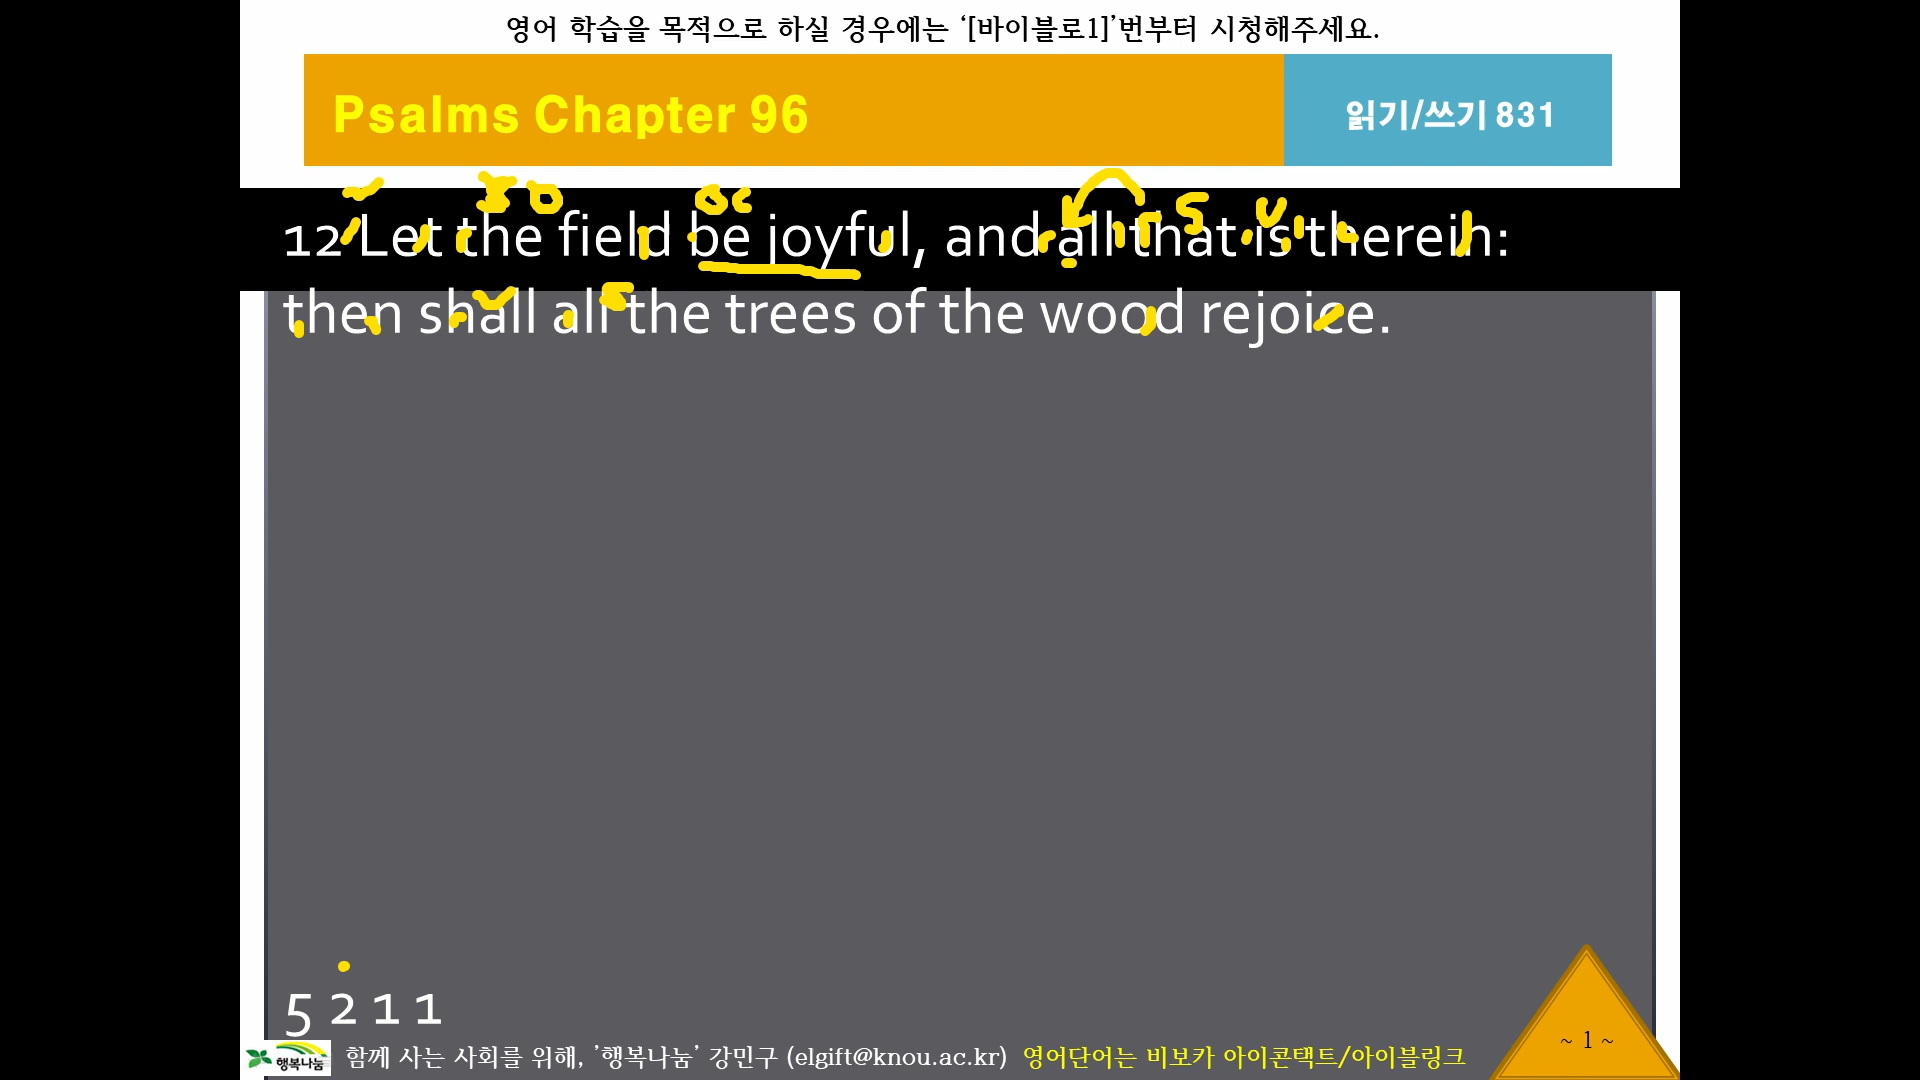 영어 학습을 목적으로 하실 경우에는 ‘[바이블로1]’번부터 시청해주세요.
Psalms Chapter 96
읽기/쓰기 831
12 Let the field be joyful, and all that is therein:
then shall all the trees of the wood rejoice.
5 2 1 1
~ 1 ~
행복나눔 함께 사는 사회를 위해, ’행복나눔’ 강민구 (elgift@knou.ac.kr) 영어단어는 비보카 아이콘택트/아이블링크